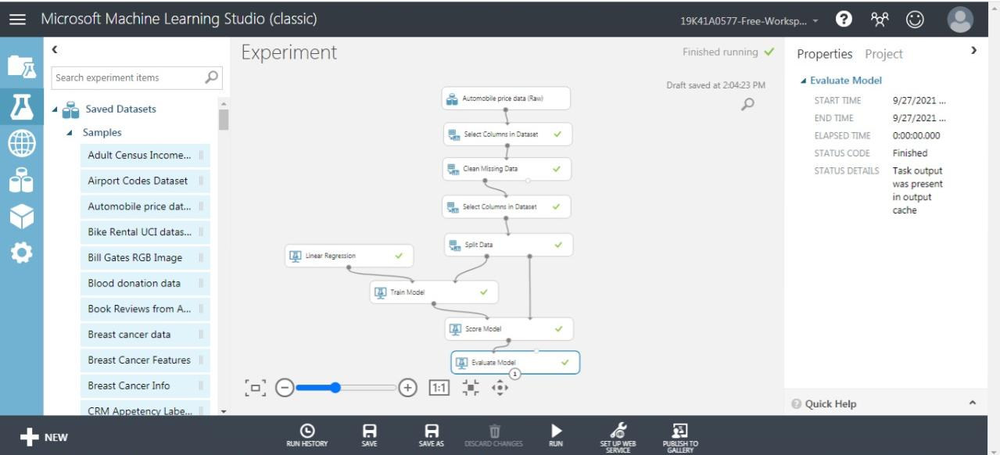 Microsoft Machine Learning Studio (classic)
19K41A0577-Free-Worksp...
?
Search experiment items
Saved Datasets
Samples
Adult Census Income...
Airport Codes Dataset
Automobile price dat...
Bike Rental UCI datas...
Bill Gates RGB Image
Blood donation data
Book Reviews from A...
Breast cancer data
Breast Cancer Features
Breast Cancer Info
CRM Appetency Labe...
Experiment
Finished running
Draft saved at 2:04:23 PM
Automobile price data (Raw)
Select Columns in Dataset
Clean Missing Data
Select Columns in Dataset
Split Data
Linear Regression
Train Model
Score Model
Evaluate Model
1
1:1
Properties Project
Evaluate Model
START TIME 9/27/2021 ...
END TIME 9/27/2021 ...
ELAPSED TIME 0:00:00.000
STATUS CODE Finished
STATUS DETAILS Task output
was present
in output
cache
? Quick Help
NEW
RUN HISTORY
SAVE
SAVE AS
DISCARD CHANGES
RUN
SET UP WEB
SERVICE
PUBLISH TO
GALLERY